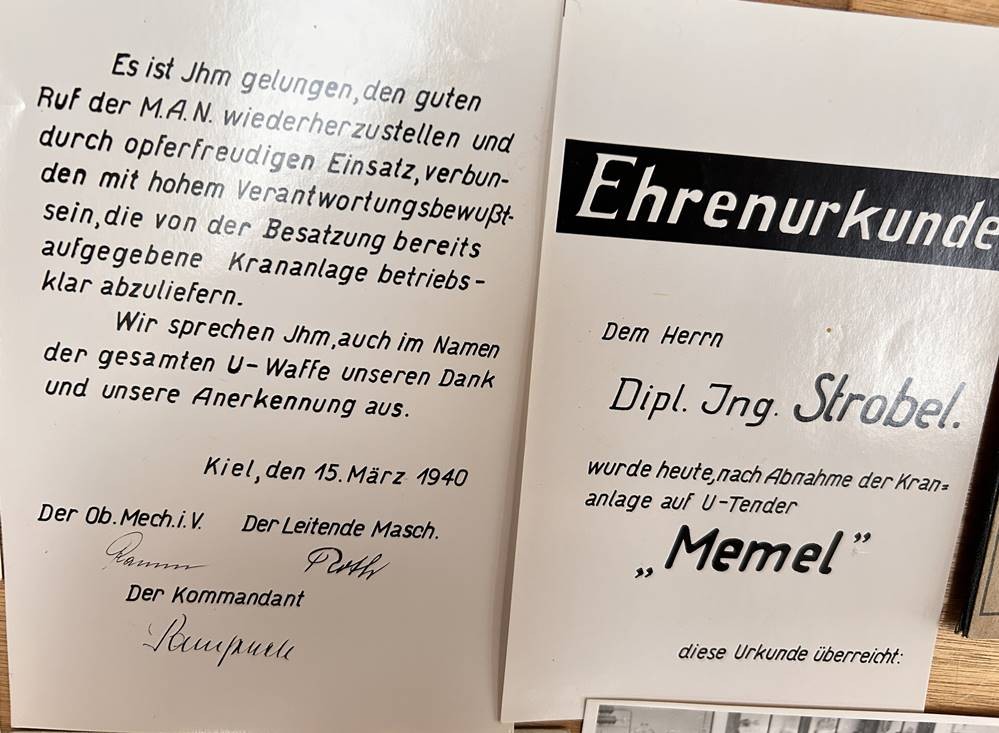 Es ist Jhm gelungen, den guten
Ruf der M.A.N. wiederherzustellen und
durch opferfreudigen Einsatz, verbun-
den mit hohem Verantwortungsbewußt-
sein, die von der Besatzung bereits
aufgegebene Krananlage betriebs-
klar abzuliefern.
Wir sprechen Jhm, auch im Namen
der gesamten U-Waffe unseren Dank
und unsere Anerkennung aus.
Kiel, den 15. März 1940
Der Ob. Mech. i. V. Der Leitende Masch.
Roth
Der Kommandant
Ehrenurkunde
Dem Herrn
Dipl. Jng. Strobel.
wurde heute, nach Abnahme der Kran=
anlage auf U-Tender
„Memel”
diese Urkunde überreicht: